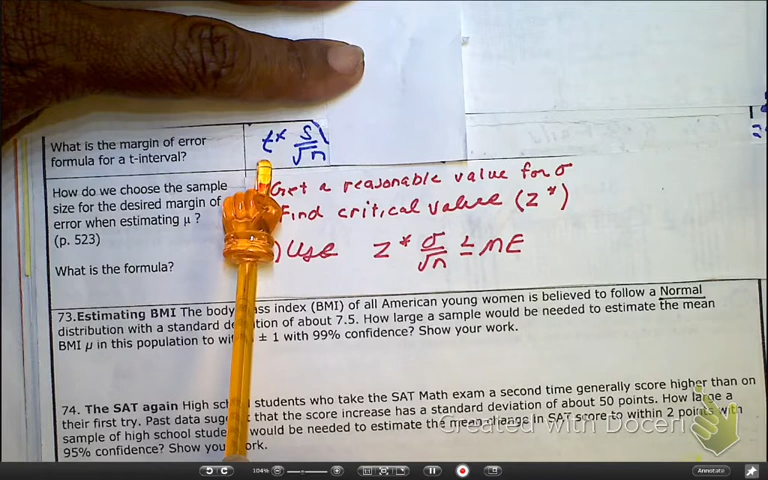 What is the margin of error
formula for a t-interval?
t* s/√n
How do we choose the sample
size for the desired margin of
error when estimating μ ?
(p. 523)
What is the formula?
Get a reasonable value for σ
Find critical value (z*)
) Use z* σ/√n ≤ ME
73.Estimating BMI The body mass index (BMI) of all American young women is believed to follow a Normal
distribution with a standard deviation of about 7.5. How large a sample would be needed to estimate the mean
BMI μ in this population to within ± 1 with 99% confidence? Show your work.
74. The SAT again High school students who take the SAT Math exam a second time generally score higher than on
their first try. Past data suggest that the score increase has a standard deviation of about 50 points. How large a
sample of high school students would be needed to estimate the mean change in SAT score to within 2 points with
95% confidence? Show your work.
Created with Doceri
104%
Annotate